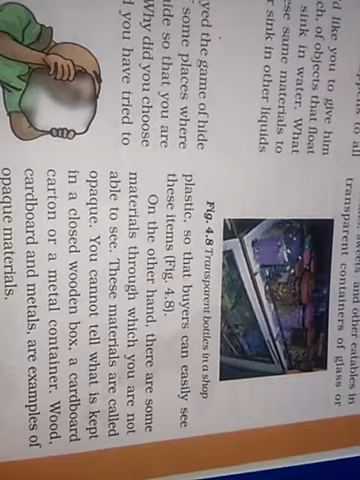 'd like you to give him
ch, of objects that float
sink in water. What
ese same materials to
r sink in other liquids
yed the game of hide
some places where
ide so that you are
Why did you choose
you have tried to
to all
and other eatables in
transparent containers of glass or
Fig. 4.8 Transparent bottles in a shop
plastic, so that buyers can easily see
these items (Fig. 4.8).
On the other hand, there are some
materials through which you are not
able to see. These materials are called
opaque. You cannot tell what is kept
in a closed wooden box, a cardboard
carton or a metal container. Wood,
cardboard and metals, are examples of
opaque materials.